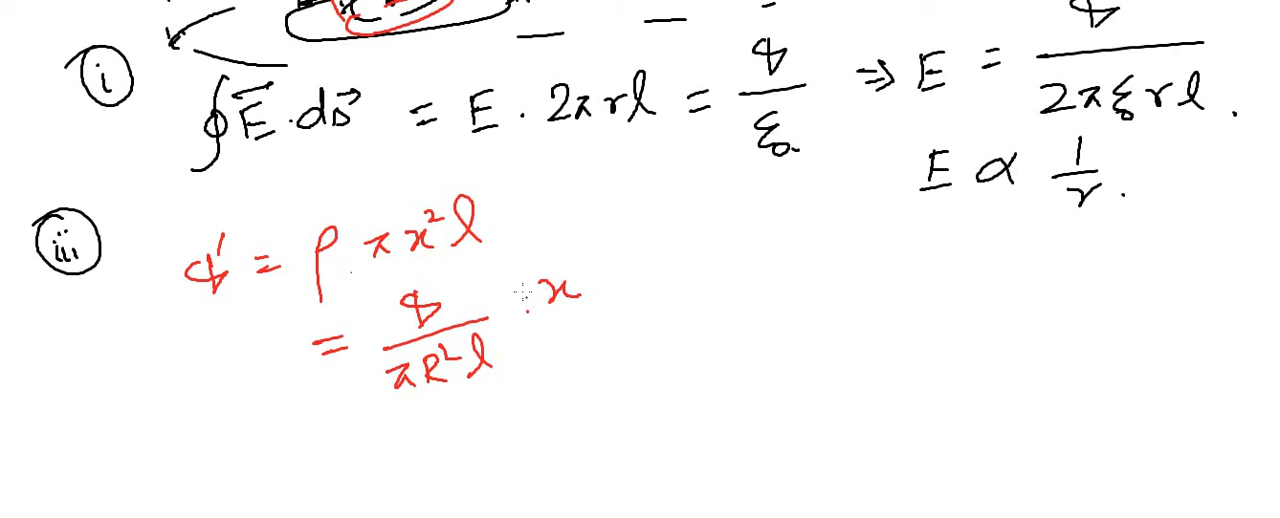 (i) ∮E⃗.ds⃗ = E . 2πrl = q/ε₀ ⇒ E = q/2πε₀rl .
E ∝ 1/r .
(iii) q' = ρ πx²l
= q/πR²l . x